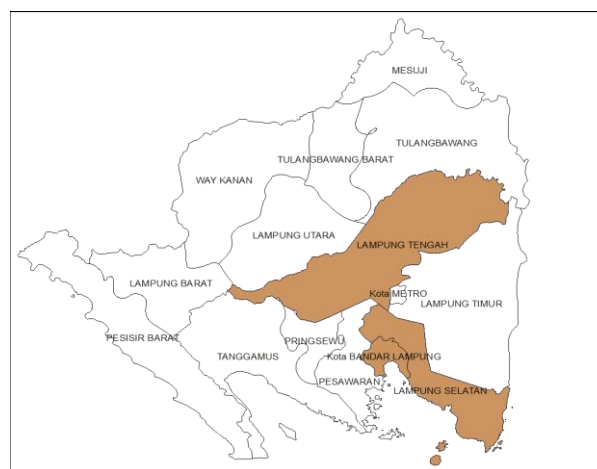 MESUJI
TULANGBAWANG
TULANGBAWANG BARAT
WAY KANAN
LAMPUNG UTARA
LAMPUNG TENGAH
LAMPUNG BARAT
Kota METRO
LAMPUNG TIMUR
PESISIR BARAT
PRINGSEWU
TANGGAMUS
Kota BANDAR LAMPUNG
PESAWARAN
LAMPUNG SELATAN